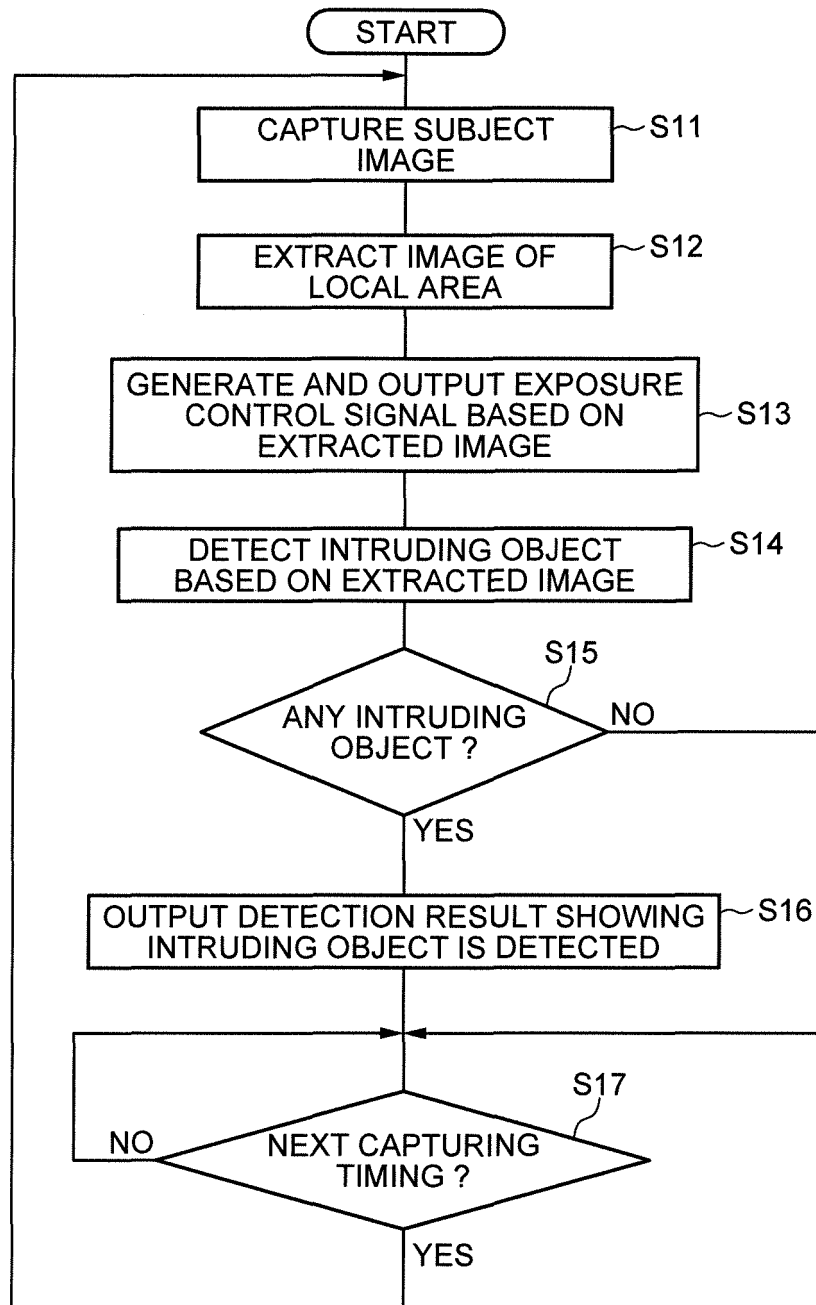 START
CAPTURE SUBJECT
IMAGE
S11
EXTRACT IMAGE OF
LOCAL AREA
S12
GENERATE AND OUTPUT EXPOSURE
CONTROL SIGNAL BASED ON
EXTRACTED IMAGE
S13
DETECT INTRUDING OBJECT
BASED ON EXTRACTED IMAGE
S14
S15
ANY INTRUDING
OBJECT ?
NO
YES
OUTPUT DETECTION RESULT SHOWING
INTRUDING OBJECT IS DETECTED
S16
S17
NEXT CAPTURING
TIMING ?
NO
YES